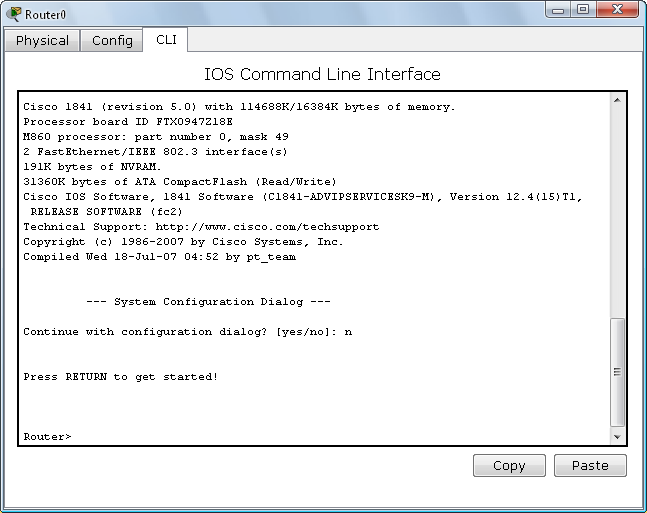 Router0
Physical Config CLI
IOS Command Line Interface
Cisco 1841 (revision 5.0) with 114688K/16384K bytes of memory.
Processor board ID FTX0947Z18E
M860 processor: part number 0, mask 49
2 FastEthernet/IEEE 802.3 interface(s)
191K bytes of NVRAM.
31360K bytes of ATA CompactFlash (Read/Write)
Cisco IOS Software, 1841 Software (C1841-ADVIPSERVICESK9-M), Version 12.4(15)T1,
RELEASE SOFTWARE (fc2)
Technical Support: http://www.cisco.com/techsupport
Copyright (c) 1986-2007 by Cisco Systems, Inc.
Compiled Wed 18-Jul-07 04:52 by pt_team
--- System Configuration Dialog ---
Continue with configuration dialog? [yes/no]: n
Press RETURN to get started!
Router>
Copy Paste